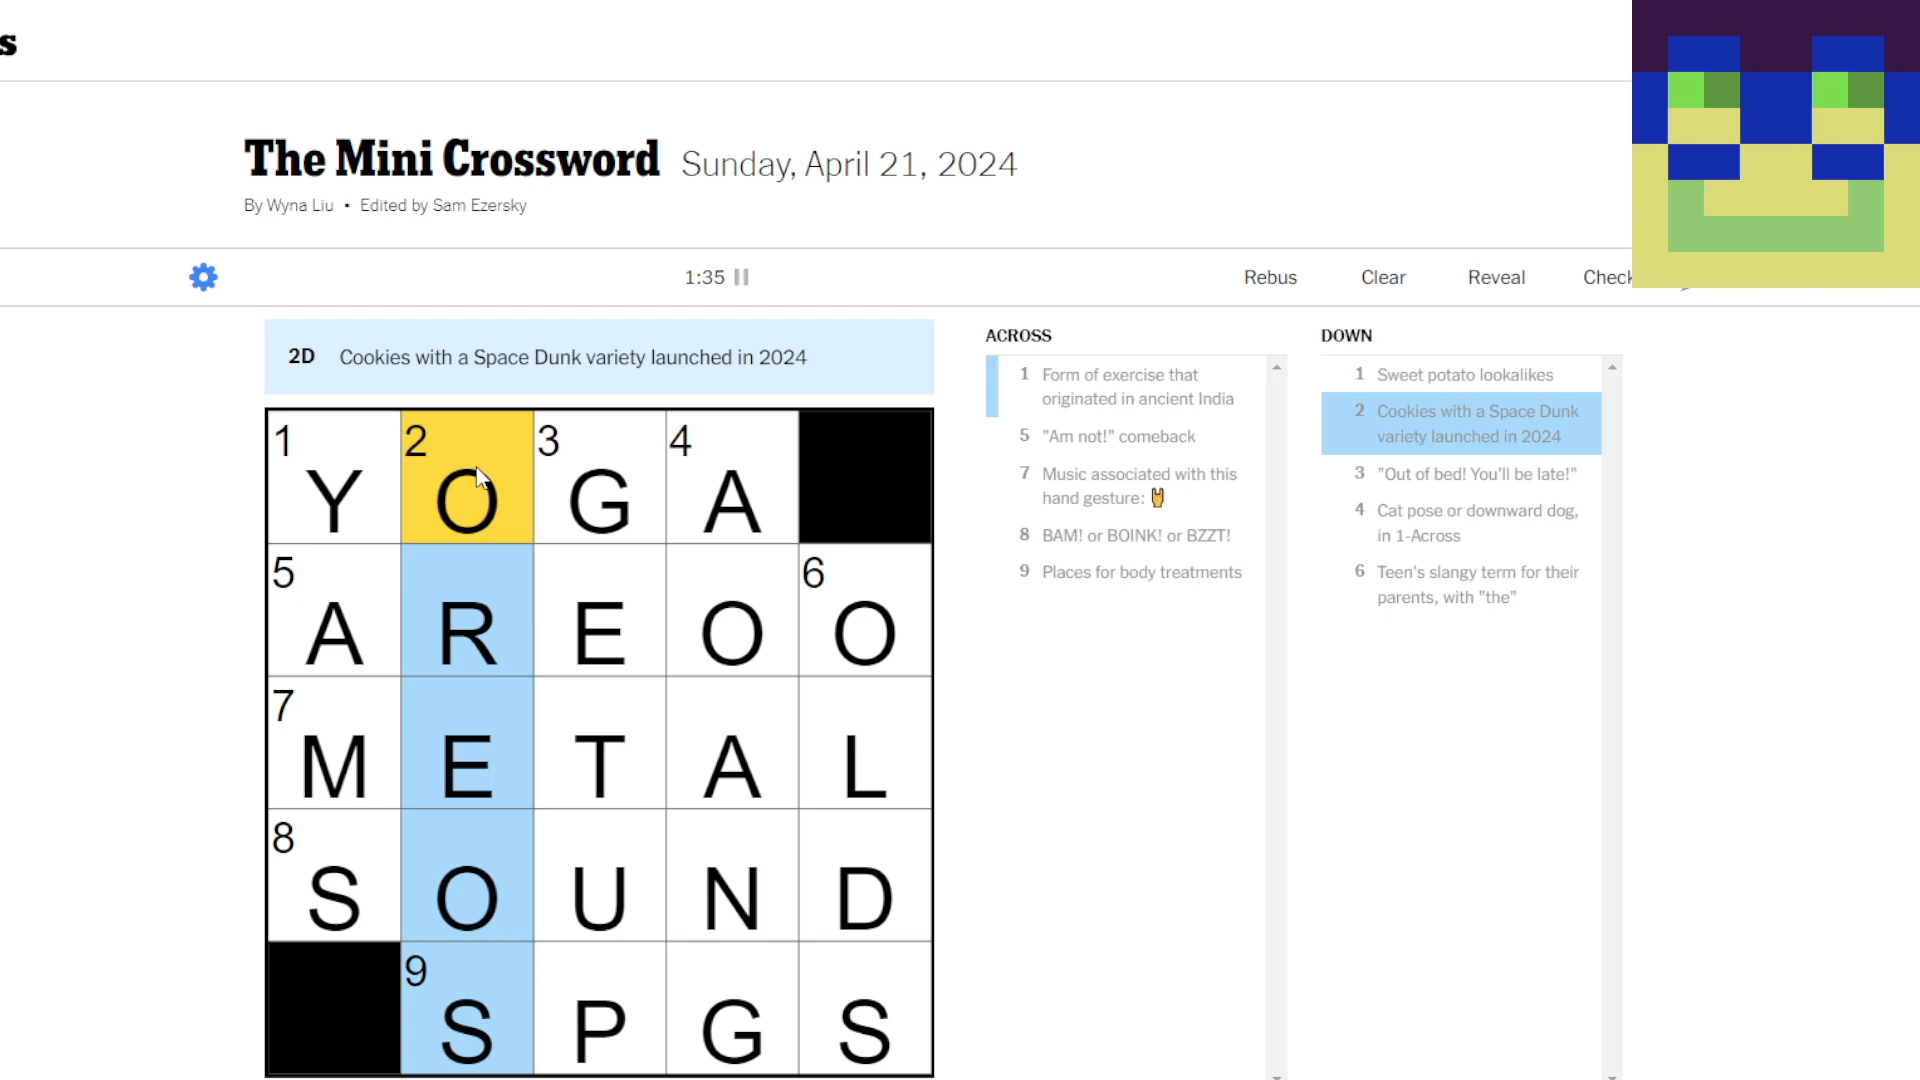 s
The Mini Crossword Sunday, April 21, 2024
By Wyna Liu • Edited by Sam Ezersky
1:35 Rebus Clear Reveal Check
2D Cookies with a Space Dunk variety launched in 2024
1 Y 2 O 3 G 4 A
5 A R E O 6 O
7 M E T A L
8 S O U N D
9 S P G S
ACROSS
1 Form of exercise that
originated in ancient India
5 "Am not!" comeback
7 Music associated with this
hand gesture: 🤘
8 BAM! or BOINK! or BZZT!
9 Places for body treatments
DOWN
1 Sweet potato lookalikes
2 Cookies with a Space Dunk
variety launched in 2024
3 "Out of bed! You'll be late!"
4 Cat pose or downward dog,
in 1-Across
6 Teen's slangy term for their
parents, with "the"